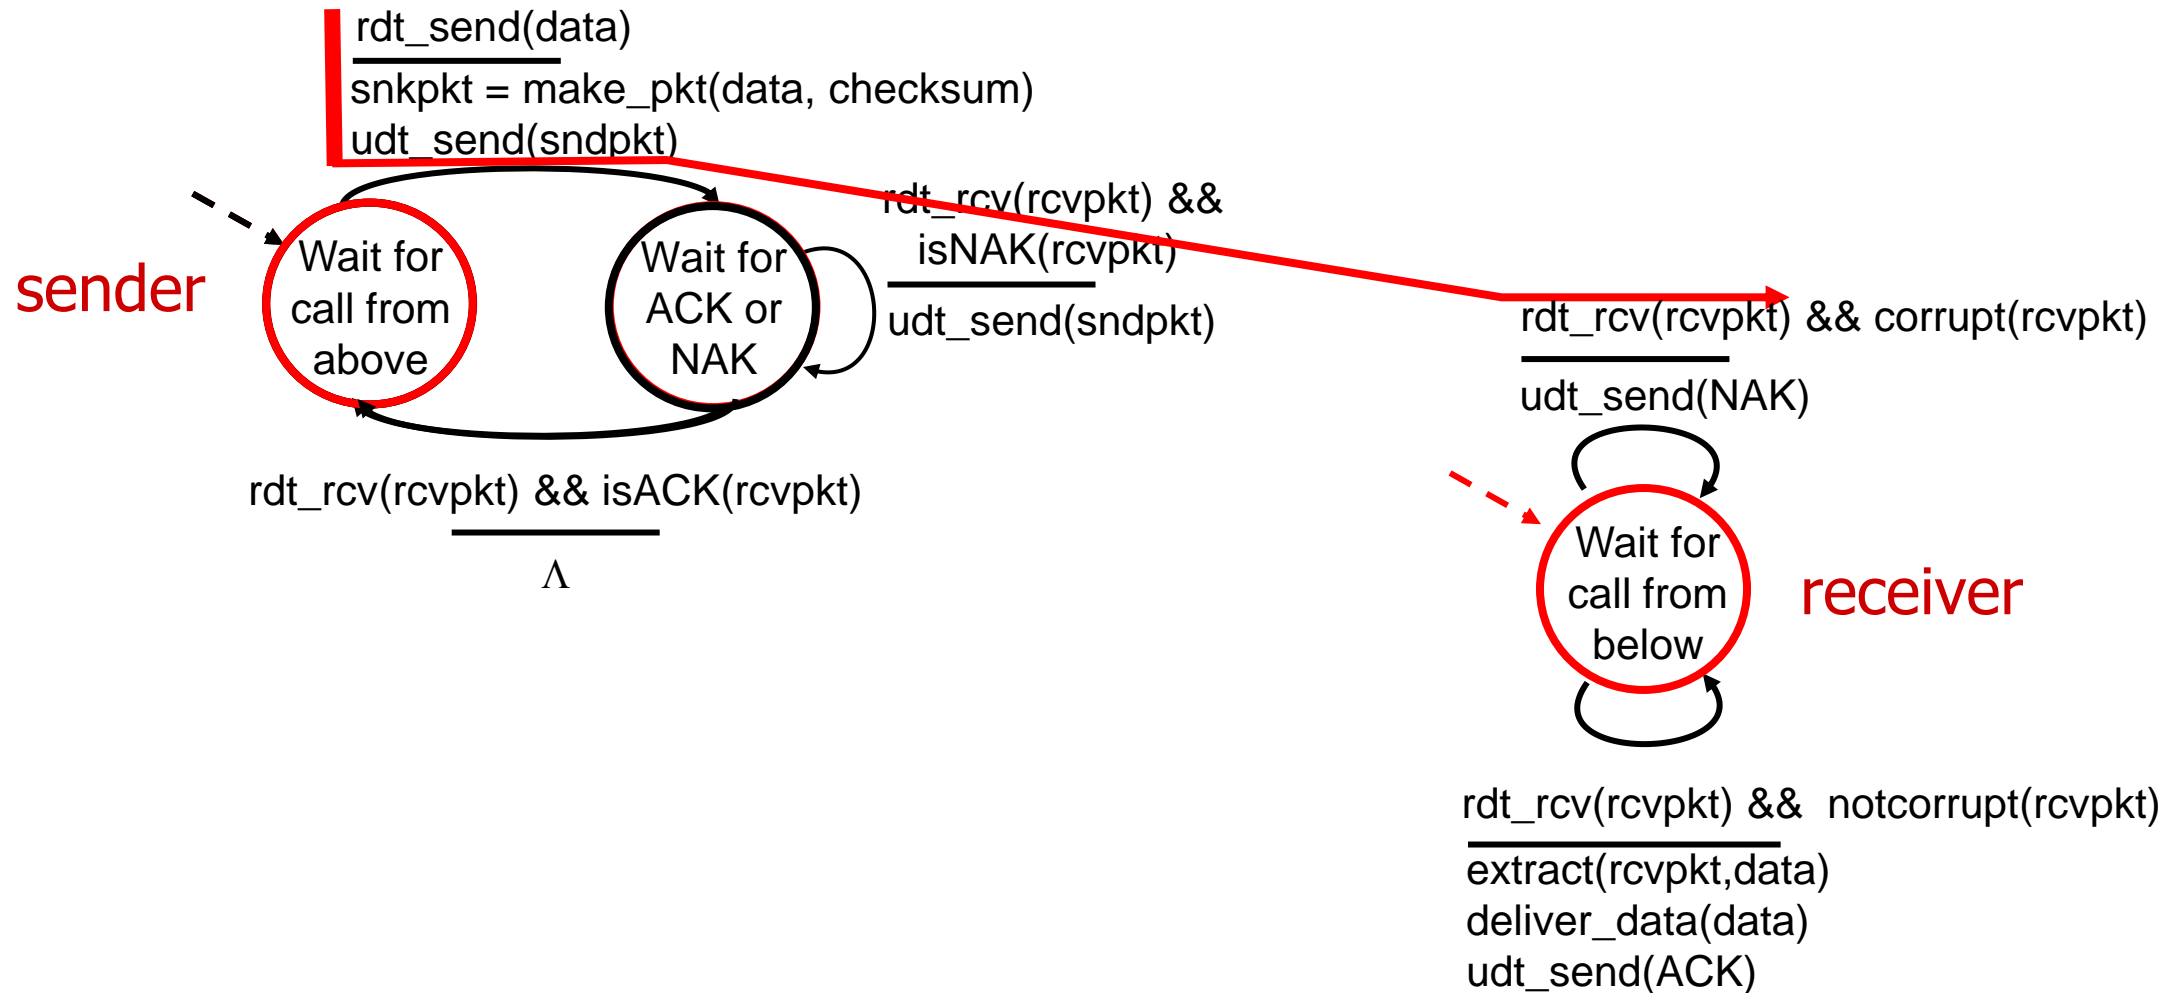 rdt_send(data)
snkpkt = make_pkt(data, checksum)
udt_send(sndpkt)
sender
Wait for
call from
above
Wait for
ACK or
NAK
rdt_rcv(rcvpkt) &&
isNAK(rcvpkt)
udt_send(sndpkt)
rdt_rcv(rcvpkt) && isACK(rcvpkt)
Λ
rdt_rcv(rcvpkt) && corrupt(rcvpkt)
udt_send(NAK)
Wait for
call from
below
receiver
rdt_rcv(rcvpkt) && notcorrupt(rcvpkt)
extract(rcvpkt,data)
deliver_data(data)
udt_send(ACK)